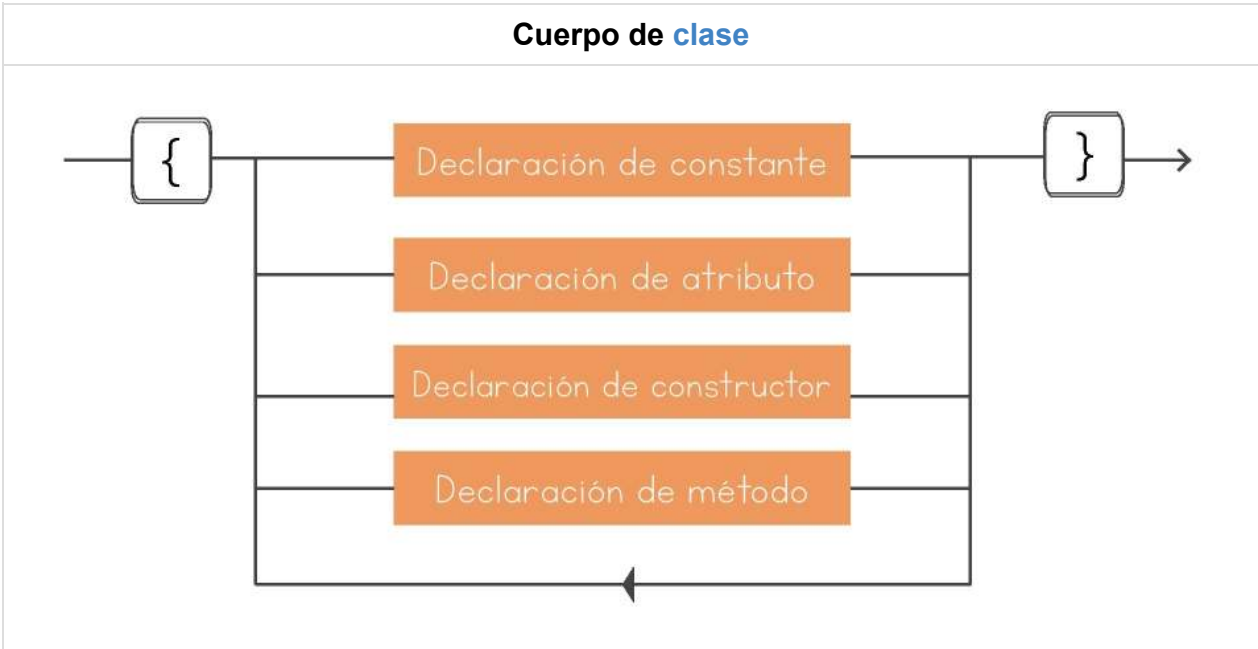 Cuerpo de clase
{
Declaración de constante
}
Declaración de atributo
Declaración de constructor
Declaración de método